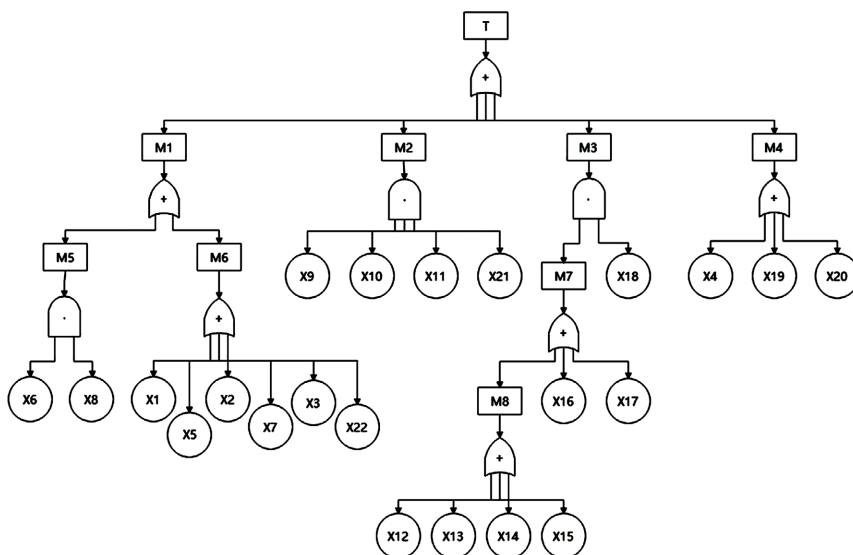 T
+
M1 M2 M3 M4
+ · · +
M5 M6 X9 X10 X11 X21 M7 X18 X4 X19 X20
· + +
X6 X8 X1 X2 X3 M8 X16 X17
X5 X7 X22
+
X12 X13 X14 X15